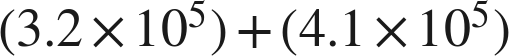 (3.2 × 10⁵) + (4.1 × 10⁵)